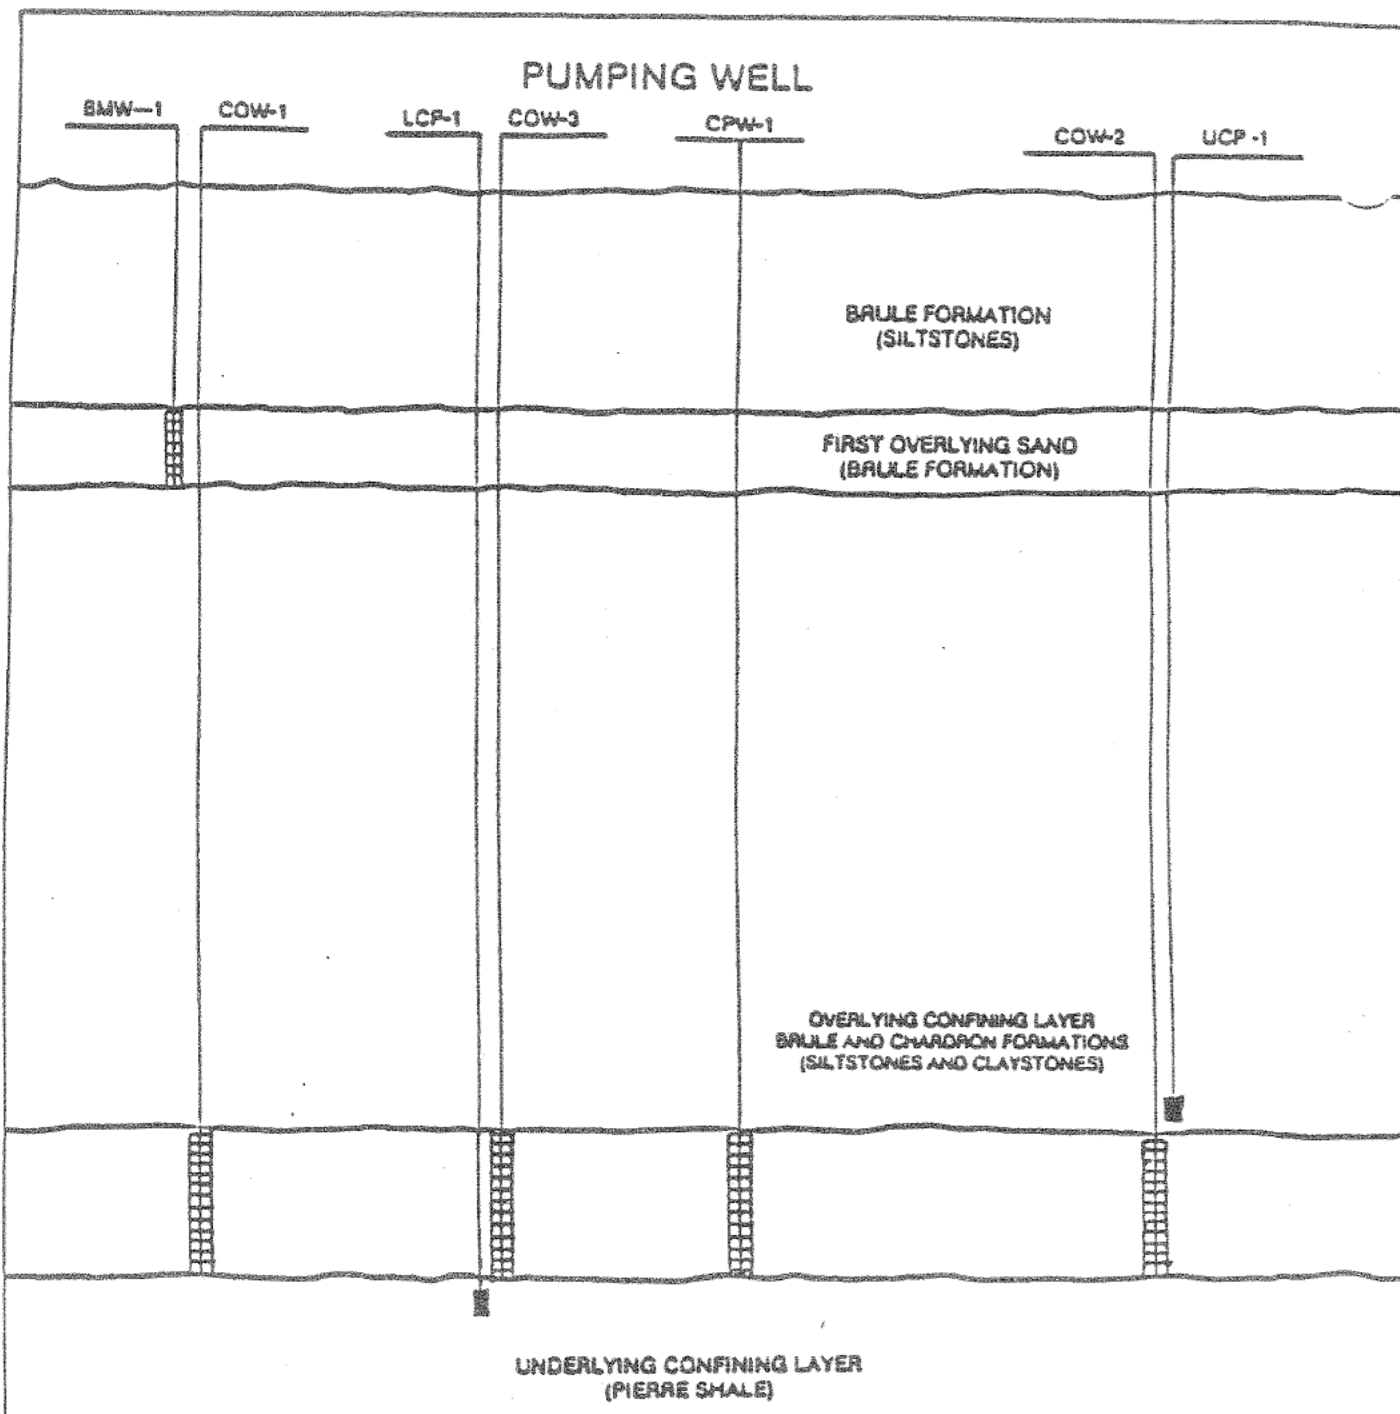 PUMPING WELL
BMW-1 COW-1 LCP-1 COW-3 CPW-1 COW-2 UCP-1
BRULE FORMATION
(SILTSTONES)
FIRST OVERLYING SAND
(BRULE FORMATION)
OVERLYING CONFINING LAYER
BRULE AND CHARDRON FORMATIONS
(SILTSTONES AND CLAYSTONES)
UNDERLYING CONFINING LAYER
(PIERRE SHALE)